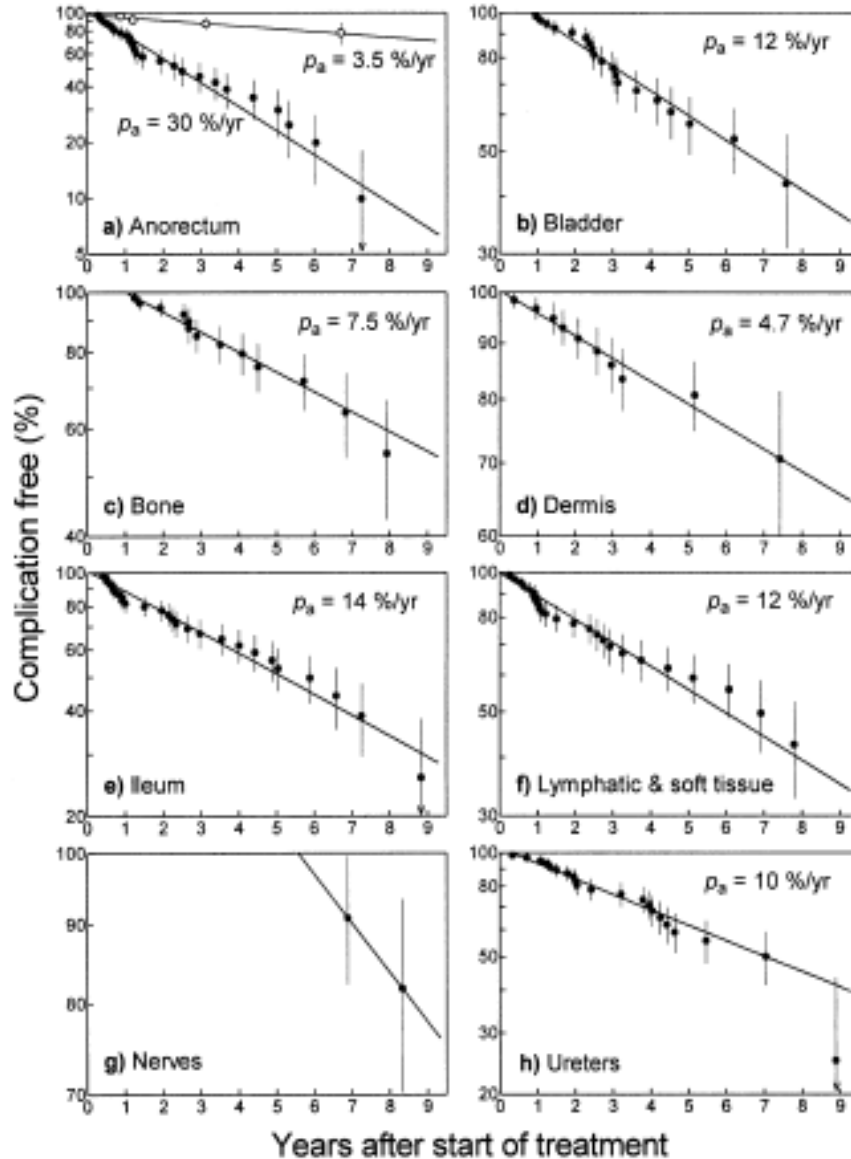 Complication free (%)
100
80
60
40
20
10
5
pa = 3.5 %/yr
pa = 30 %/yr
a) Anorectum
0 1 2 3 4 5 6 7 8 9
100
80
50
30
pa = 12 %/yr
b) Bladder
0 1 2 3 4 5 6 7 8 9
100
80
60
40
pa = 7.5 %/yr
c) Bone
0 1 2 3 4 5 6 7 8 9
100
90
80
70
60
pa = 4.7 %/yr
d) Dermis
0 1 2 3 4 5 6 7 8 9
100
80
60
40
20
pa = 14 %/yr
e) Ileum
0 1 2 3 4 5 6 7 8 9
100
80
50
30
pa = 12 %/yr
f) Lymphatic & soft tissue
0 1 2 3 4 5 6 7 8 9
100
90
80
70
g) Nerves
0 1 2 3 4 5 6 7 8 9
100
80
50
30
20
pa = 10 %/yr
h) Ureters
0 1 2 3 4 5 6 7 8 9
Years after start of treatment